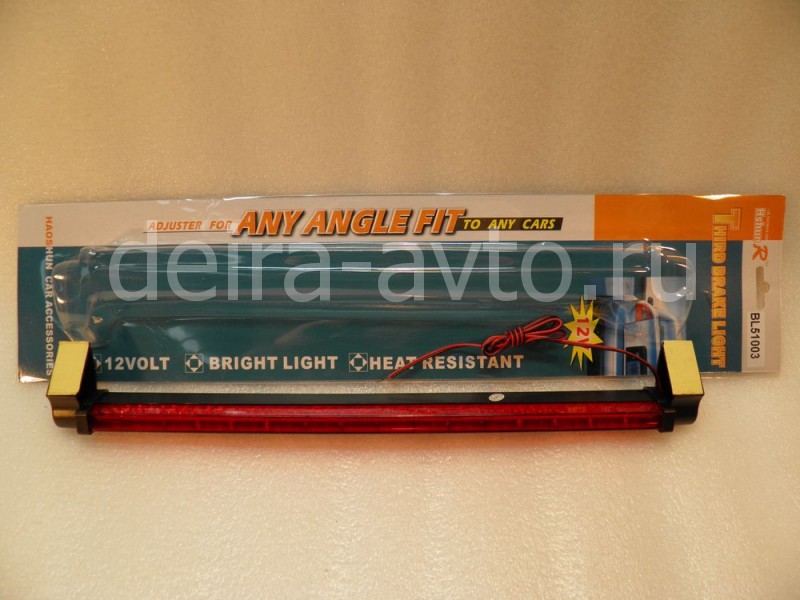 ADJUSTER FOR ANY ANGLE FIT TO ANY CARS
HAOSHUN CAR ACCESSORIES
THIRD BRAKE LIGHT
R
BL51003
deira-avto.ru
12V
12VOLT BRIGHT LIGHT HEAT RESISTANT